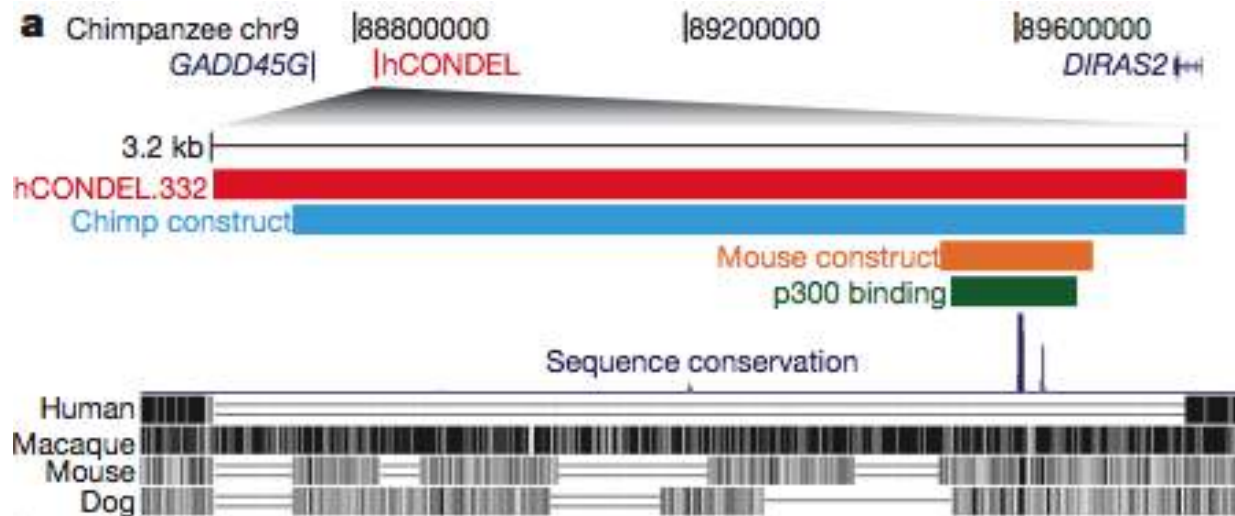 a Chimpanzee chr9 |88800000 |89200000 |89600000
GADD45G| |hCONDEL DIRAS2
3.2 kb
hCONDEL.332
Chimp construct
Mouse construct
p300 binding
Sequence conservation
Human
Macaque
Mouse
Dog